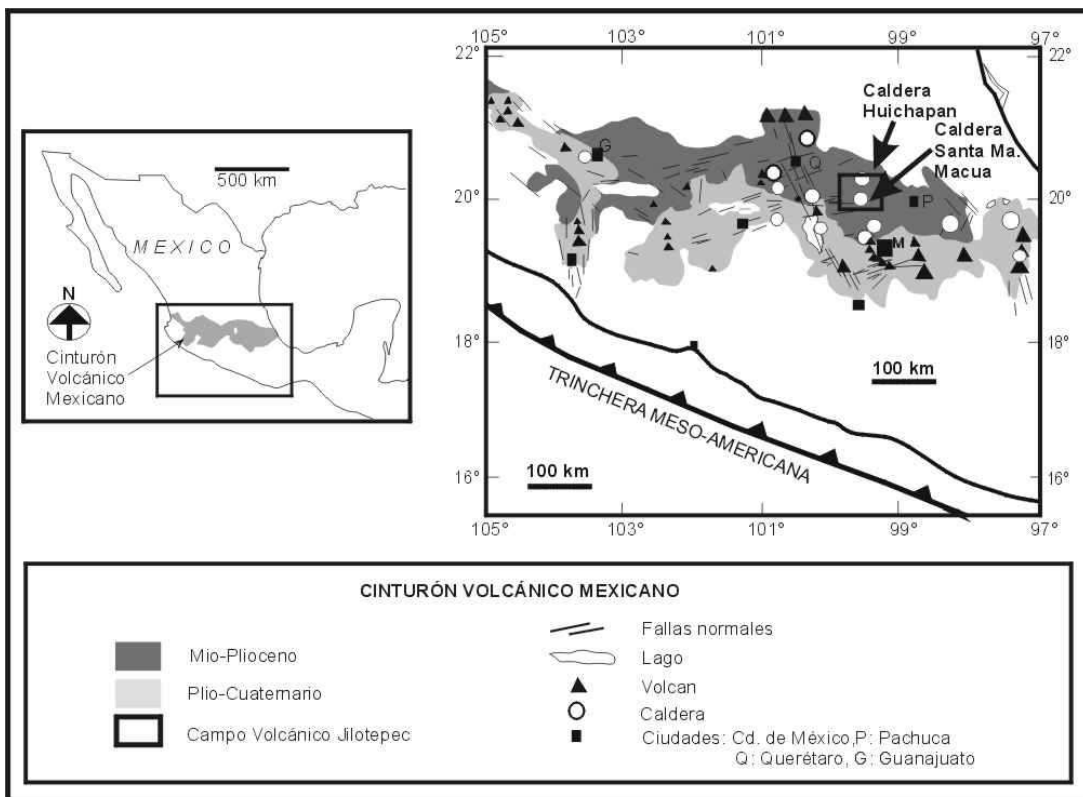 500 km
MEXICO
N
Cinturón
Volcánico
Mexicano
105°
103°
101°
99°
97°
22°
22°
20°
20°
18°
18°
16°
16°
105°
103°
101°
99°
97°
Caldera
Huichapan
Caldera
Santa Ma.
Macua
G
Q
P
M
100 km
TRINCHERA MESO-AMERICANA
100 km
CINTURÓN VOLCÁNICO MEXICANO
Mio-Plioceno
Plio-Cuaternario
Campo Volcánico Jilotepec
Fallas normales
Lago
Volcan
Caldera
Ciudades: Cd. de México,P: Pachuca
Q: Querétaro, G: Guanajuato